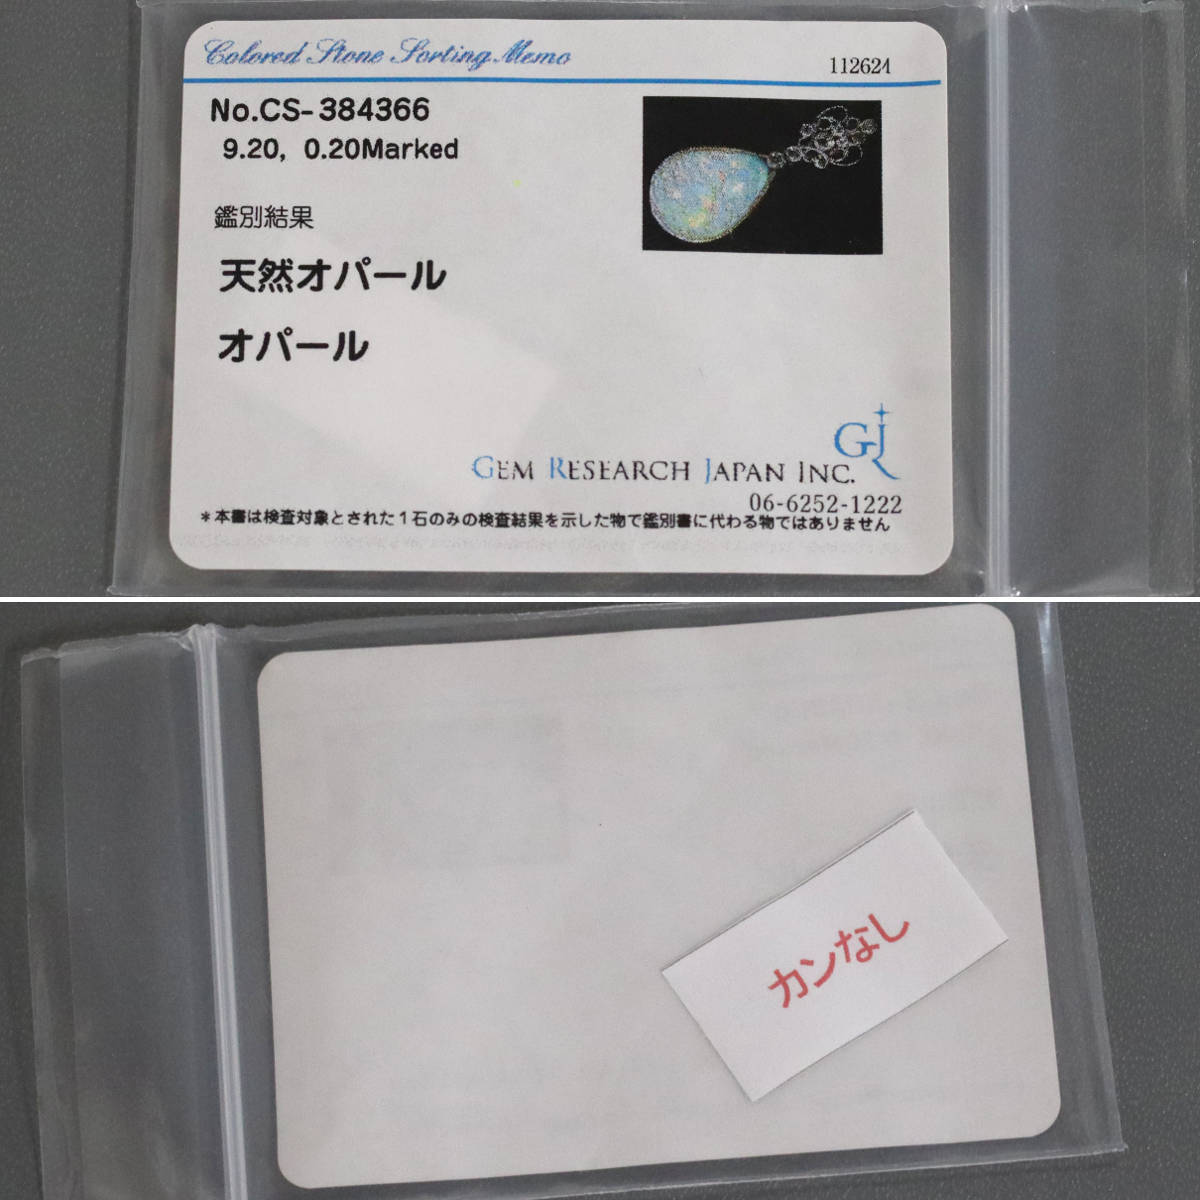 Colored Stone Sorting Memo
112624
No.CS-384366
9.20, 0.20Marked
鑑別結果
天然オパール
オパール
GJ
GEM RESEARCH JAPAN INC.
06-6252-1222
*本書は検査対象とされた1石のみの検査結果を示した物で鑑別書に代わる物ではありません
カンなし